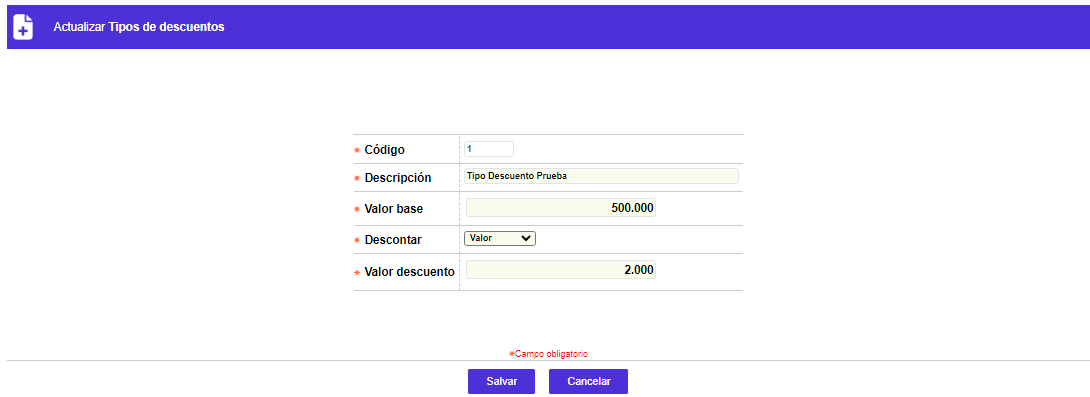 Actualizar Tipos de descuentos
* Código 1
* Descripción Tipo Descuento Prueba
* Valor base 500.000
* Descontar Valor
* Valor descuento 2.000
*Campo obligatorio
Salvar Cancelar